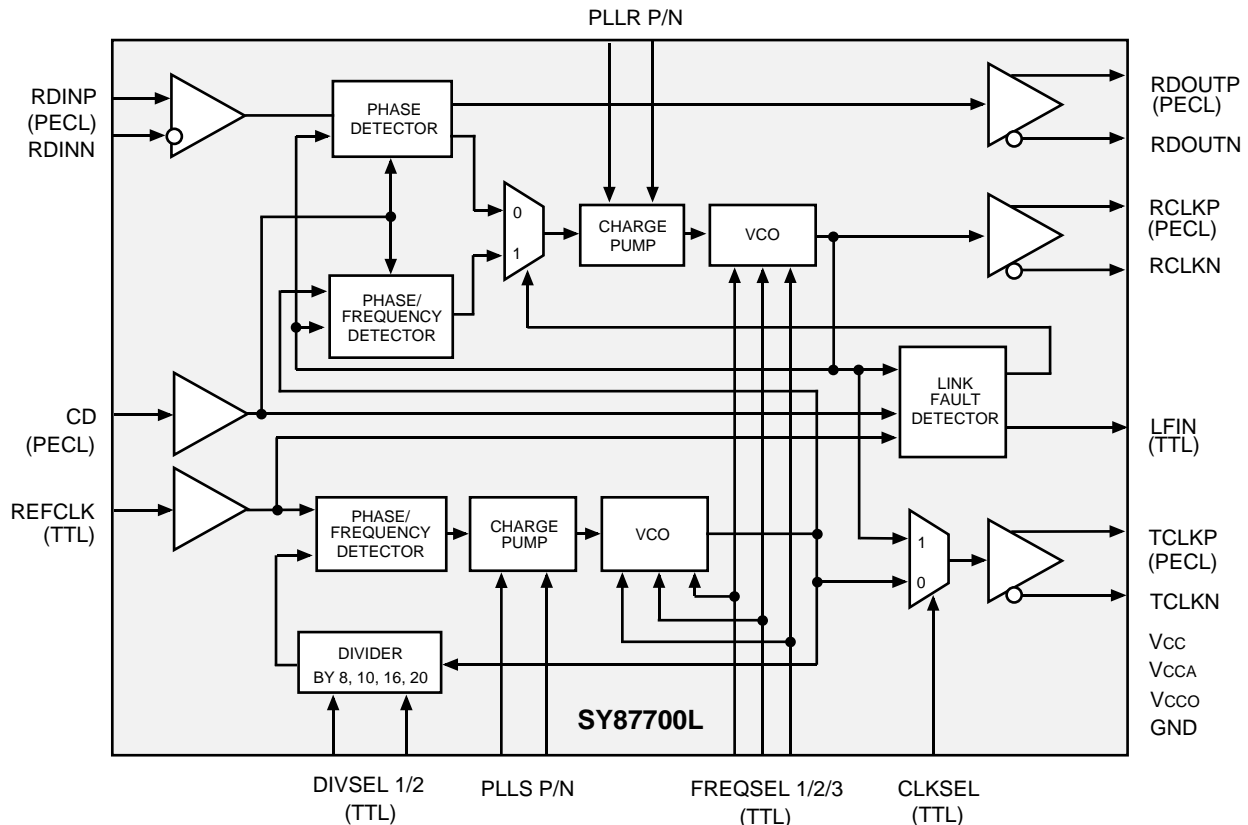 PLLR P/N
RDINP
(PECL)
RDINN
PHASE
DETECTOR
RDOUTP
(PECL)
RDOUTN
0
1
CHARGE
PUMP
VCO
RCLKP
(PECL)
RCLKN
PHASE/
FREQUENCY
DETECTOR
CD
(PECL)
LINK
FAULT
DETECTOR
LFIN
(TTL)
REFCLK
(TTL)
PHASE/
FREQUENCY
DETECTOR
CHARGE
PUMP
VCO
1
0
TCLKP
(PECL)
TCLKN
DIVIDER
BY 8, 10, 16, 20
SY87700L
VCC
VCCA
VCCO
GND
DIVSEL 1/2
(TTL)
PLLS P/N
FREQSEL 1/2/3
(TTL)
CLKSEL
(TTL)